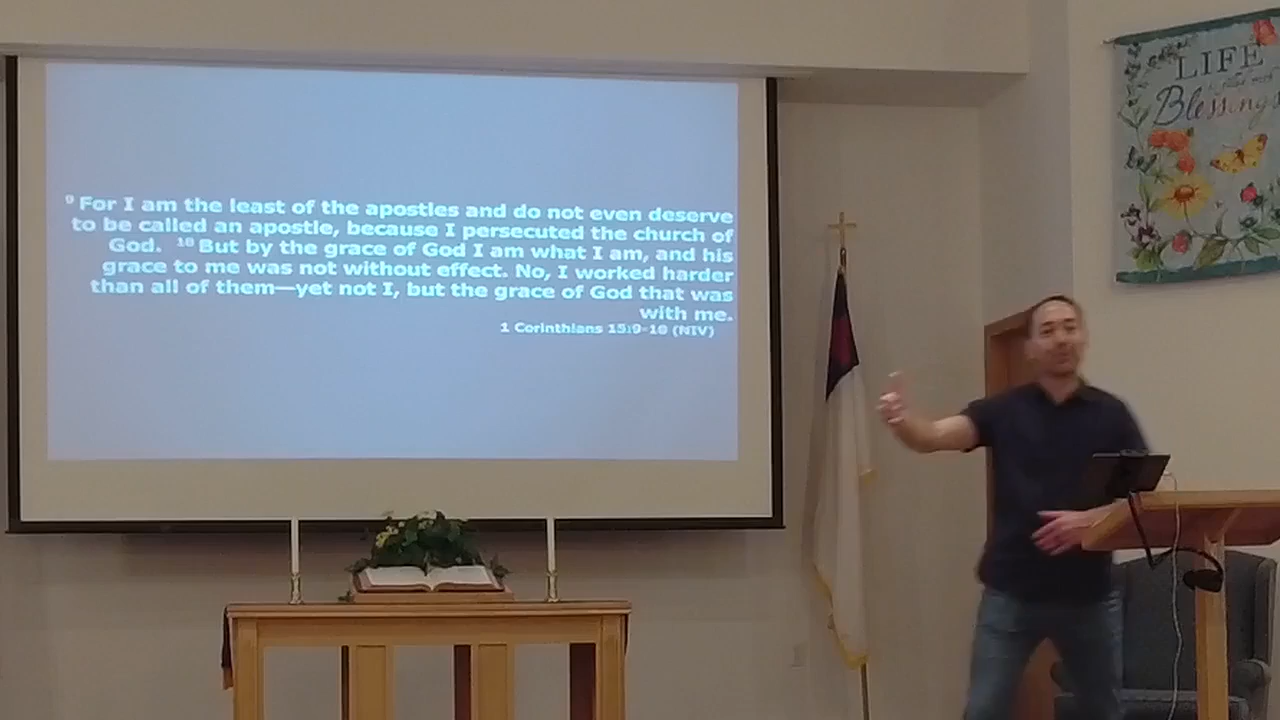 ⁹ For I am the least of the apostles and do not even deserve
to be called an apostle, because I persecuted the church of
God. ¹⁰ But by the grace of God I am what I am, and his
grace to me was not without effect. No, I worked harder
than all of them—yet not I, but the grace of God that was
with me.
1 Corinthians 15:9-10 (NIV)
LIFE
Blessings